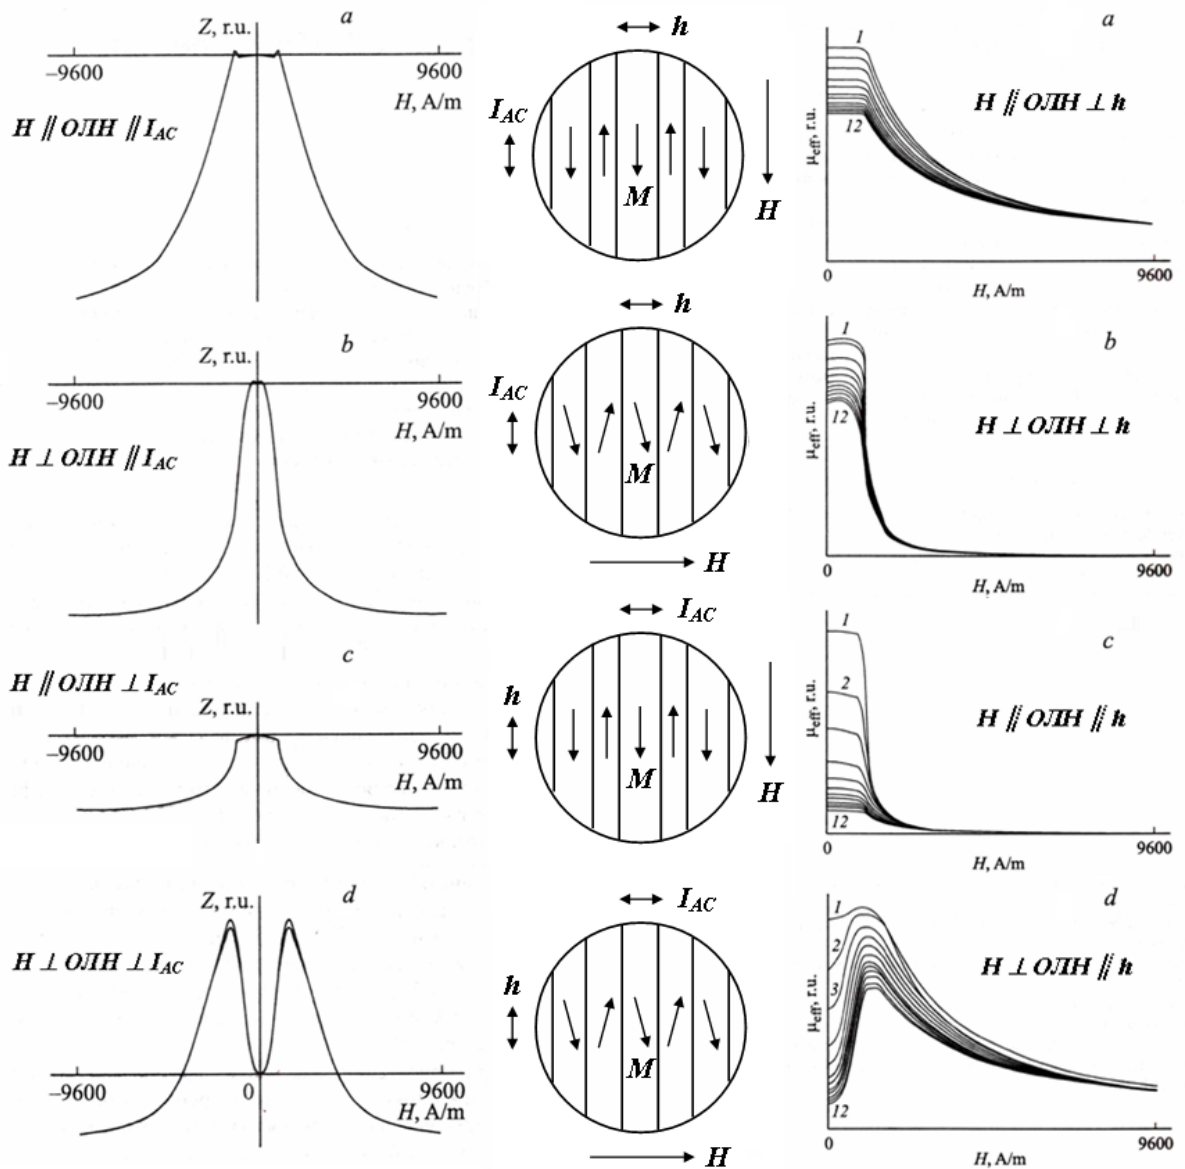 Z, r.u.
a
–9600
9600
H, A/m
H ∥ ОЛН ∥ I_AC
h
I_AC
M
H
a
1
12
μ_eff, r.u.
H ∥ ОЛН ⊥ h
0
9600
H, A/m
Z, r.u.
b
–9600
9600
H, A/m
H ⊥ ОЛН ∥ I_AC
h
I_AC
M
H
b
1
12
μ_eff, r.u.
H ⊥ ОЛН ⊥ h
0
9600
H, A/m
c
H ∥ ОЛН ⊥ I_AC
Z, r.u.
–9600
9600
H, A/m
I_AC
h
M
H
c
1
2
12
μ_eff, r.u.
H ∥ ОЛН ∥ h
0
9600
H, A/m
Z, r.u.
d
H ⊥ ОЛН ⊥ I_AC
–9600
0
9600
H, A/m
I_AC
h
M
H
d
1
2
3
12
μ_eff, r.u.
H ⊥ ОЛН ∥ h
0
9600
H, A/m